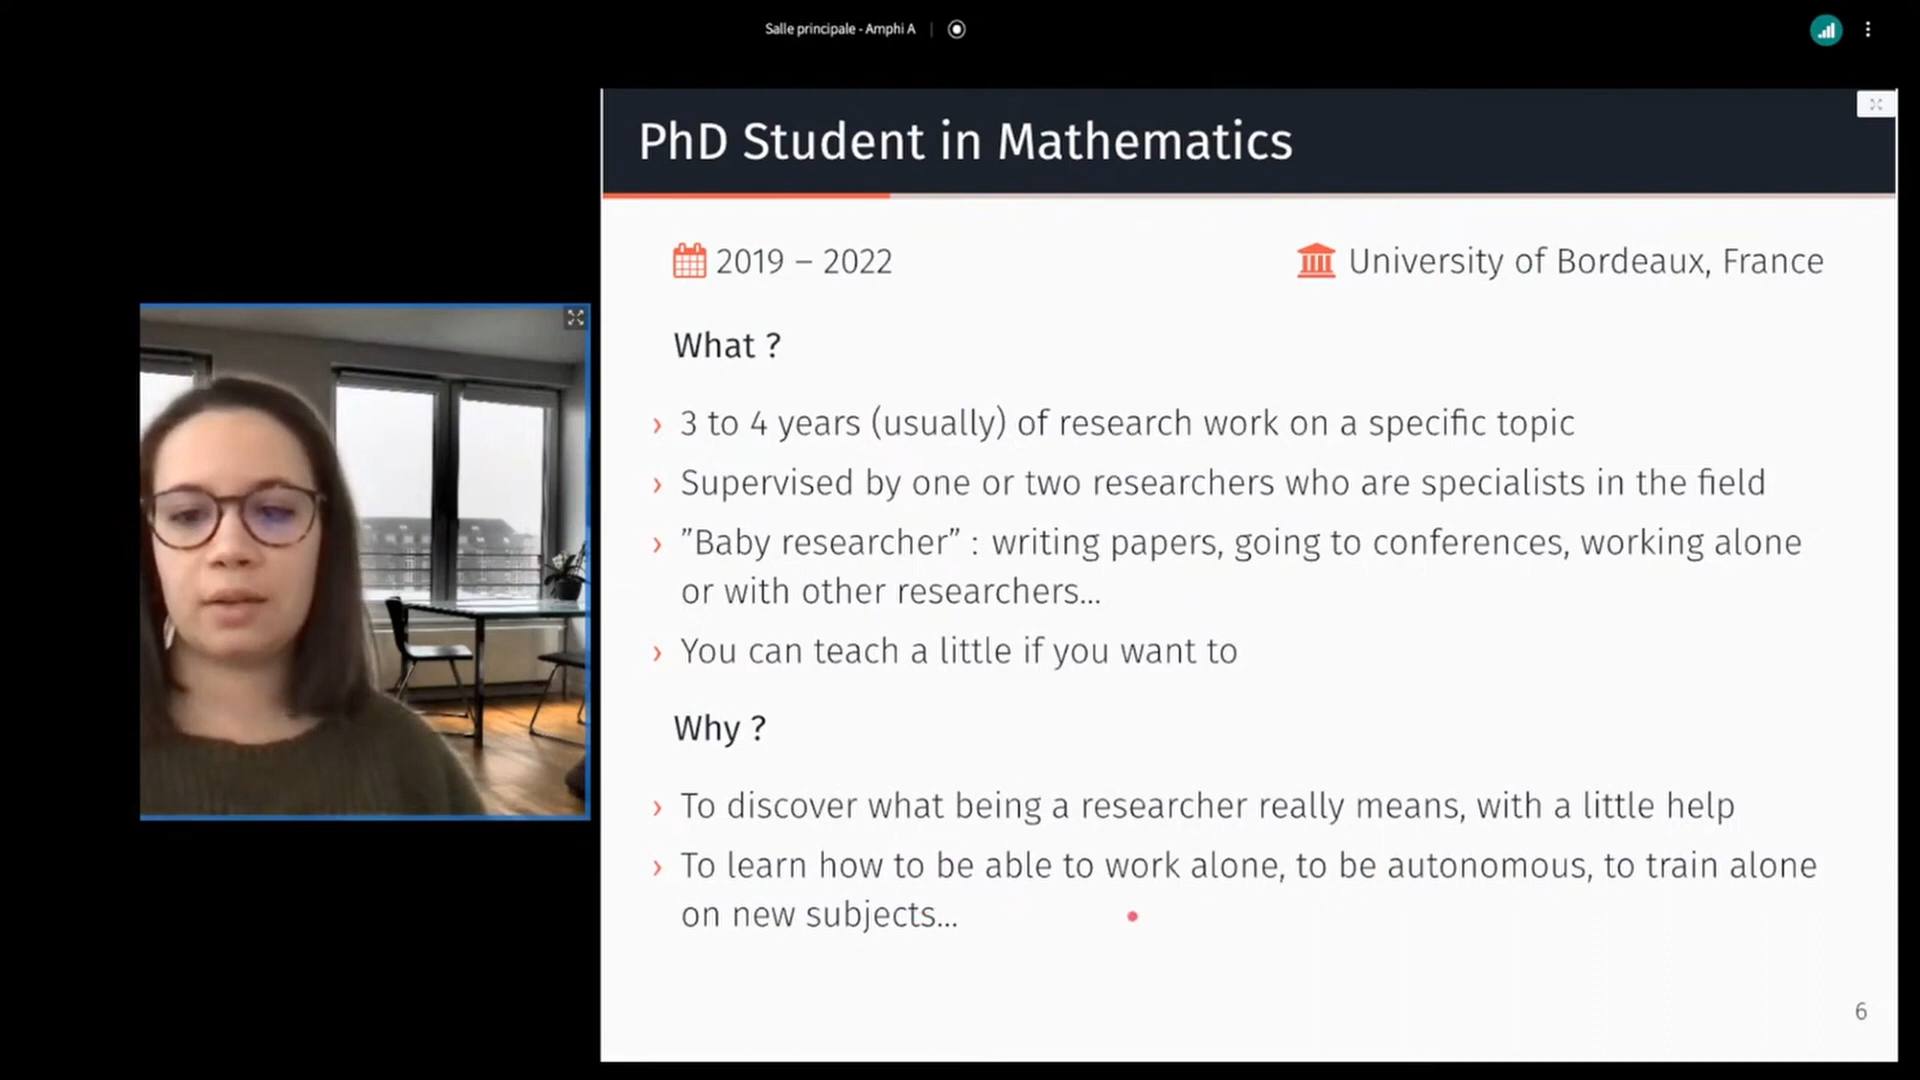 Salle principale - Amphi A
PhD Student in Mathematics
2019 – 2022
University of Bordeaux, France
What ?
› 3 to 4 years (usually) of research work on a specific topic
› Supervised by one or two researchers who are specialists in the field
› ”Baby researcher” : writing papers, going to conferences, working alone
or with other researchers...
› You can teach a little if you want to
Why ?
› To discover what being a researcher really means, with a little help
› To learn how to be able to work alone, to be autonomous, to train alone
on new subjects...
6